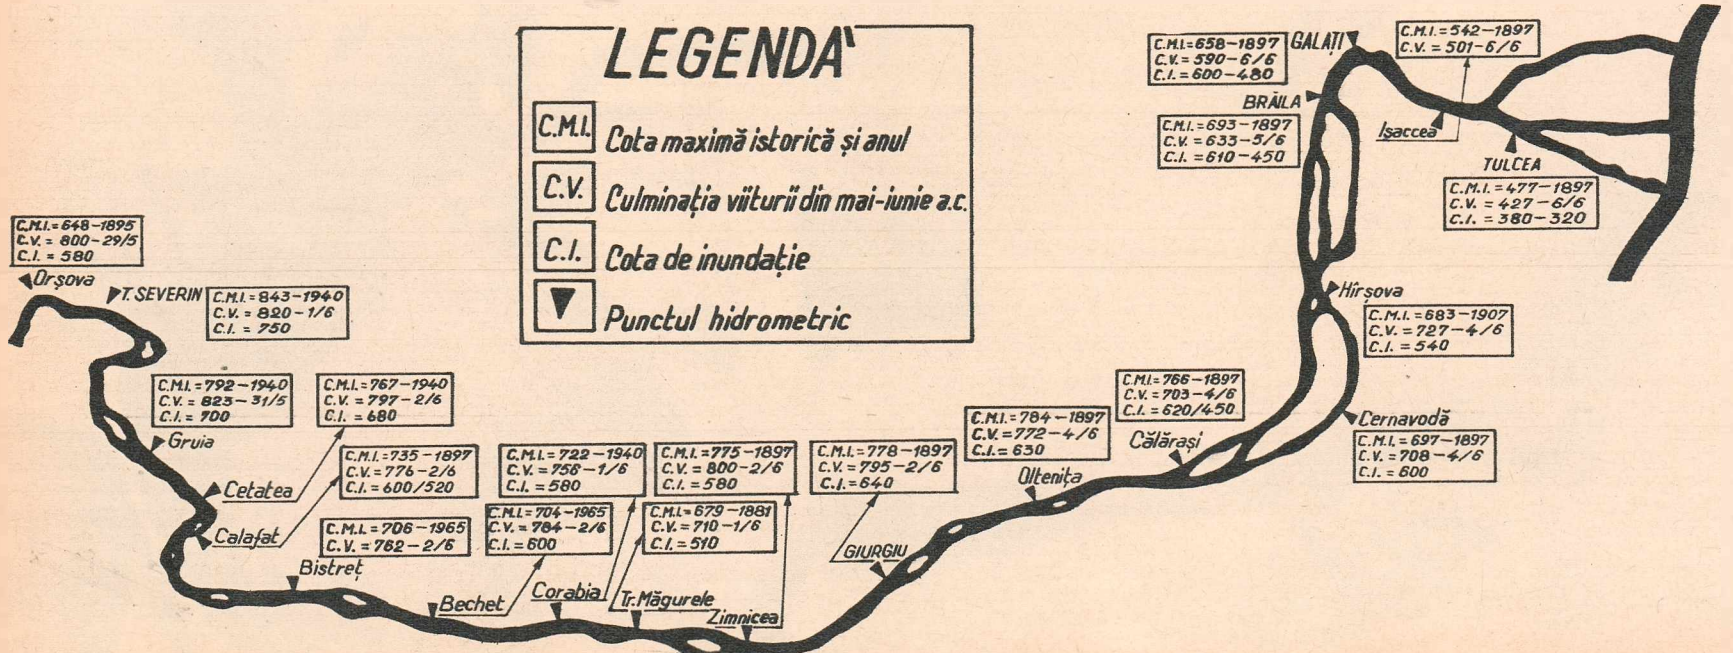 LEGENDA
C.M.I. Cota maximă istorică și anul
C.V. Culminația viiturii din mai-iunie a.c.
C.I. Cota de inundație
Punctul hidrometric
C.M.I.=648-1895
C.V. = 800-29/5
C.I. = 580
Orșova
T. SEVERIN
C.M.I. = 843-1940
C.V. = 820-1/6
C.I. = 750
C.M.I. = 792-1940
C.V. = 823-31/5
C.I. = 700
Gruia
C.M.I. = 767-1940
C.V. = 797-2/6
C.I. = 680
Cetatea
C.M.I. = 735-1897
C.V. = 776-2/6
C.I. = 600/520
Calafat
C.M.I. = 706-1965
C.V. = 762-2/6
Bistreț
C.M.I. = 704-1965
C.V. = 784-2/6
C.I. = 600
Bechet
C.M.I. = 722-1940
C.V. = 756-1/6
C.I. = 580
Corabia
C.M.I. = 679-1881
C.V. = 710-1/6
C.I. = 510
Tr. Măgurele
C.M.I. = 775-1897
C.V. = 800-2/6
C.I. = 580
Zimnicea
C.M.I. = 778-1897
C.V. = 795-2/6
C.I. = 640
GIURGIU
C.M.I. = 784-1897
C.V. = 772-4/6
C.I. = 630
Oltenița
C.M.I. = 766-1897
C.V. = 703-4/6
C.I. = 620/450
Călărași
Cernavodă
C.M.I. = 697-1897
C.V. = 708-4/6
C.I. = 600
Hîrșova
C.M.I. = 683-1907
C.V. = 727-4/6
C.I. = 540
BRĂILA
C.M.I. = 693-1897
C.V. = 633-5/6
C.I. = 610-450
C.M.I. = 658-1897
C.V. = 590-6/6
C.I. = 600-480
GALAȚI
C.M.I. = 542-1897
C.V. = 501-6/6
Isaccea
TULCEA
C.M.I. = 477-1897
C.V. = 427-6/6
C.I. = 380-320